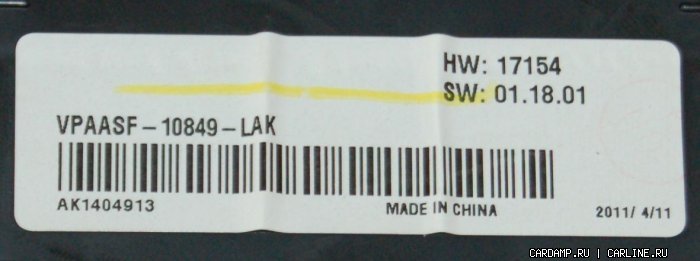 HW: 17154
SW: 01.18.01
VPAASF-10849-LAK
AK1404913
MADE IN CHINA
2011/ 4/11
CARDAMP.RU | CARLINE.RU